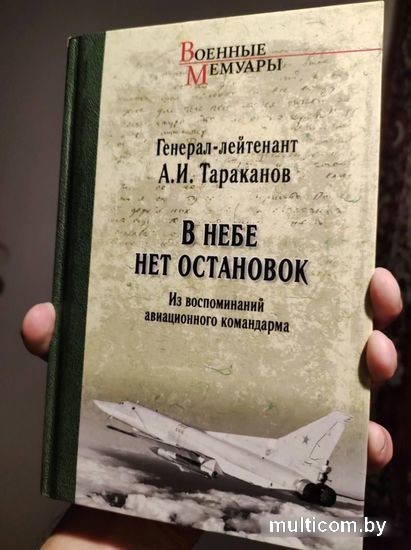 Военные
Мемуары
Генерал-лейтенант
А.И. Тараканов
В НЕБЕ
НЕТ ОСТАНОВОК
Из воспоминаний
авиационного командарма
multicom.by